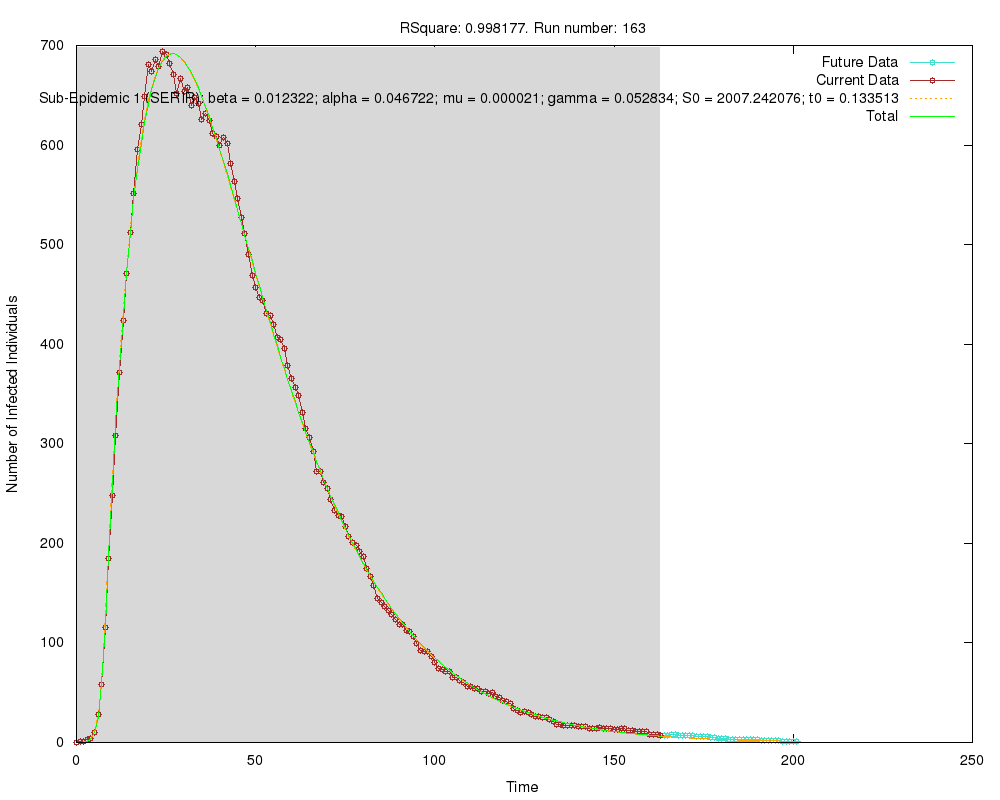 RSquare: 0.998177. Run number: 163
700
600
500
400
300
200
100
0
0
50
100
150
200
250
Number of Infected Individuals
Time
Future Data
Current Data
Sub-Epidemic 1 (SEIR): beta = 0.012322; alpha = 0.046722; mu = 0.000021; gamma = 0.052834; S0 = 2007.242076; t0 = 0.133513
Total